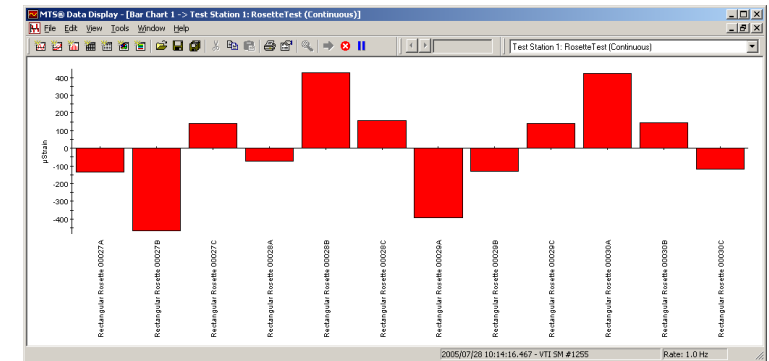 MTS® Data Display - [Bar Chart 1 -> Test Station 1: RosetteTest (Continuous)]
File Edit View Tools Window Help
Test Station 1: RosetteTest (Continuous)
400
300
200
100
0
-100
-200
-300
-400
µStrain
Rectangular Rosette 00027A
Rectangular Rosette 00027B
Rectangular Rosette 00027C
Rectangular Rosette 00028A
Rectangular Rosette 00028B
Rectangular Rosette 00028C
Rectangular Rosette 00029A
Rectangular Rosette 00029B
Rectangular Rosette 00029C
Rectangular Rosette 00030A
Rectangular Rosette 00030B
Rectangular Rosette 00030C
2005/07/28 10:14:16.467 - VTI SM #1255
Rate: 1.0 Hz